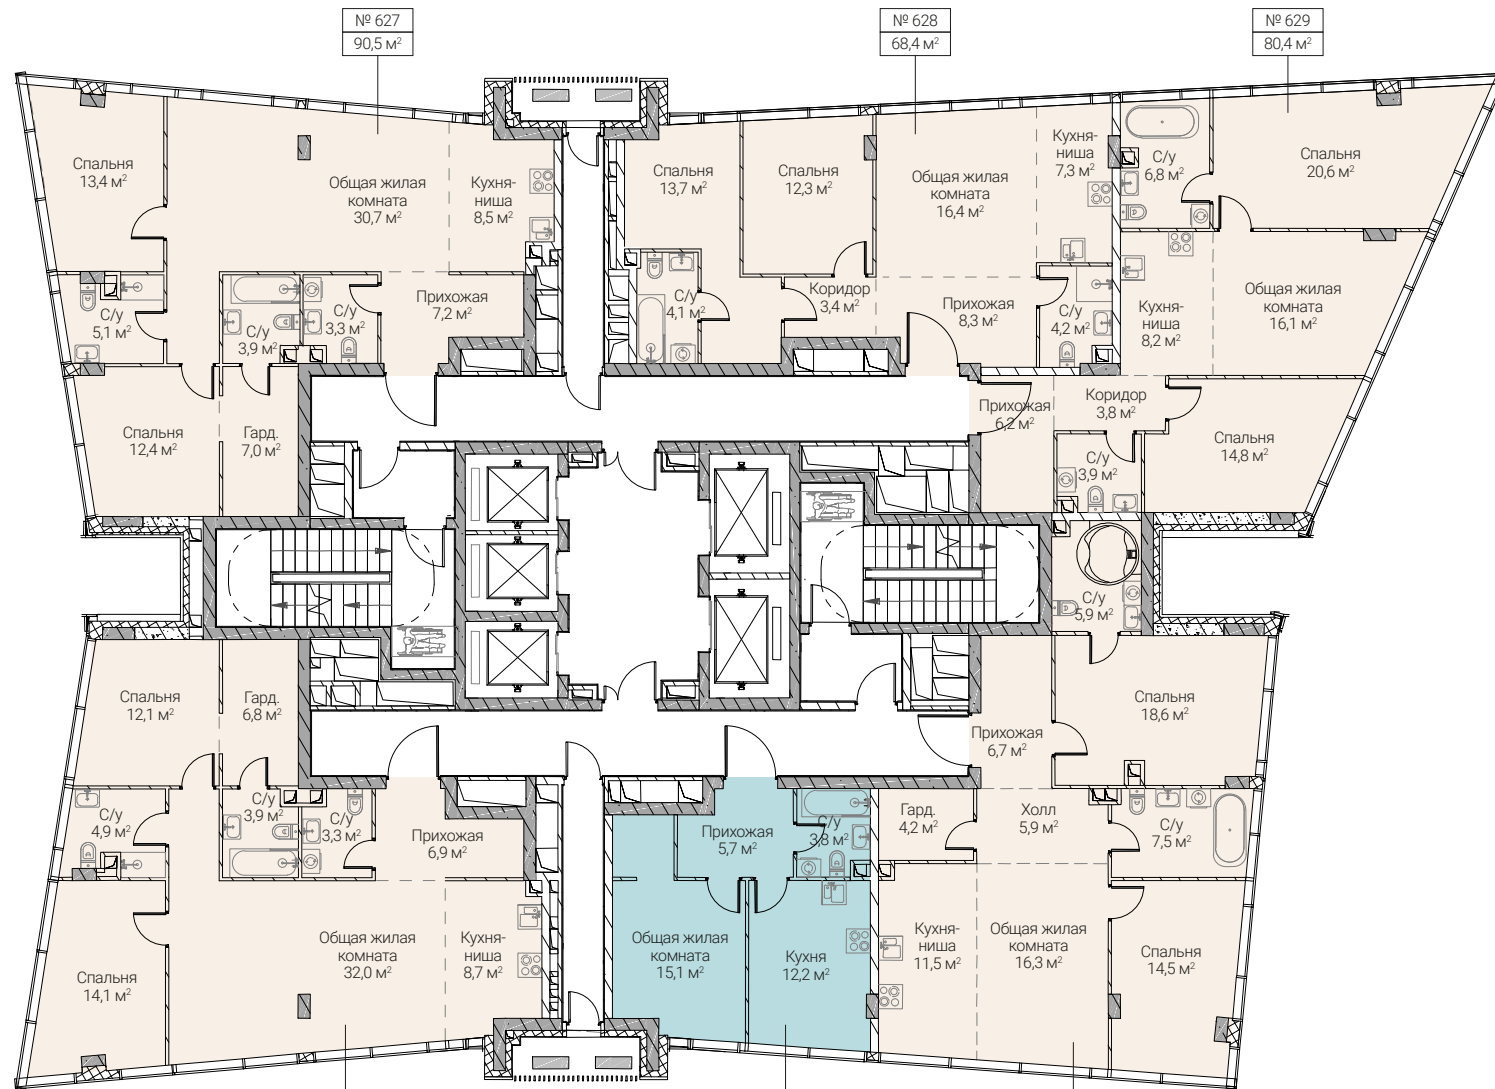 № 627
90,5 м²
№ 628
68,4 м²
№ 629
80,4 м²
Спальня
13,4 м²
Общая жилая
комната
30,7 м²
Кухня-
ниша
8,5 м²
Спальня
13,7 м²
Спальня
12,3 м²
Общая жилая
комната
16,4 м²
Кухня-
ниша
7,3 м²
С/у
6,8 м²
Спальня
20,6 м²
С/у
5,1 м²
С/у
3,9 м²
С/у
3,3 м²
Прихожая
7,2 м²
С/у
4,1 м²
Коридор
3,4 м²
Прихожая
8,3 м²
С/у
4,2 м²
Кухня-
ниша
8,2 м²
Общая жилая
комната
16,1 м²
Спальня
12,4 м²
Гард.
7,0 м²
Прихожая
6,2 м²
Коридор
3,8 м²
С/у
3,9 м²
Спальня
14,8 м²
С/у
5,9 м²
Спальня
12,1 м²
Гард.
6,8 м²
Прихожая
6,7 м²
Спальня
18,6 м²
С/у
4,9 м²
С/у
3,9 м²
С/у
3,3 м²
Прихожая
6,9 м²
Прихожая
5,7 м²
С/у
3,8 м²
Гард.
4,2 м²
Холл
5,9 м²
С/у
7,5 м²
Спальня
14,1 м²
Общая жилая
комната
32,0 м²
Кухня-
ниша
8,7 м²
Общая жилая
комната
15,1 м²
Кухня
12,2 м²
Кухня-
ниша
11,5 м²
Общая жилая
комната
16,3 м²
Спальня
14,5 м²